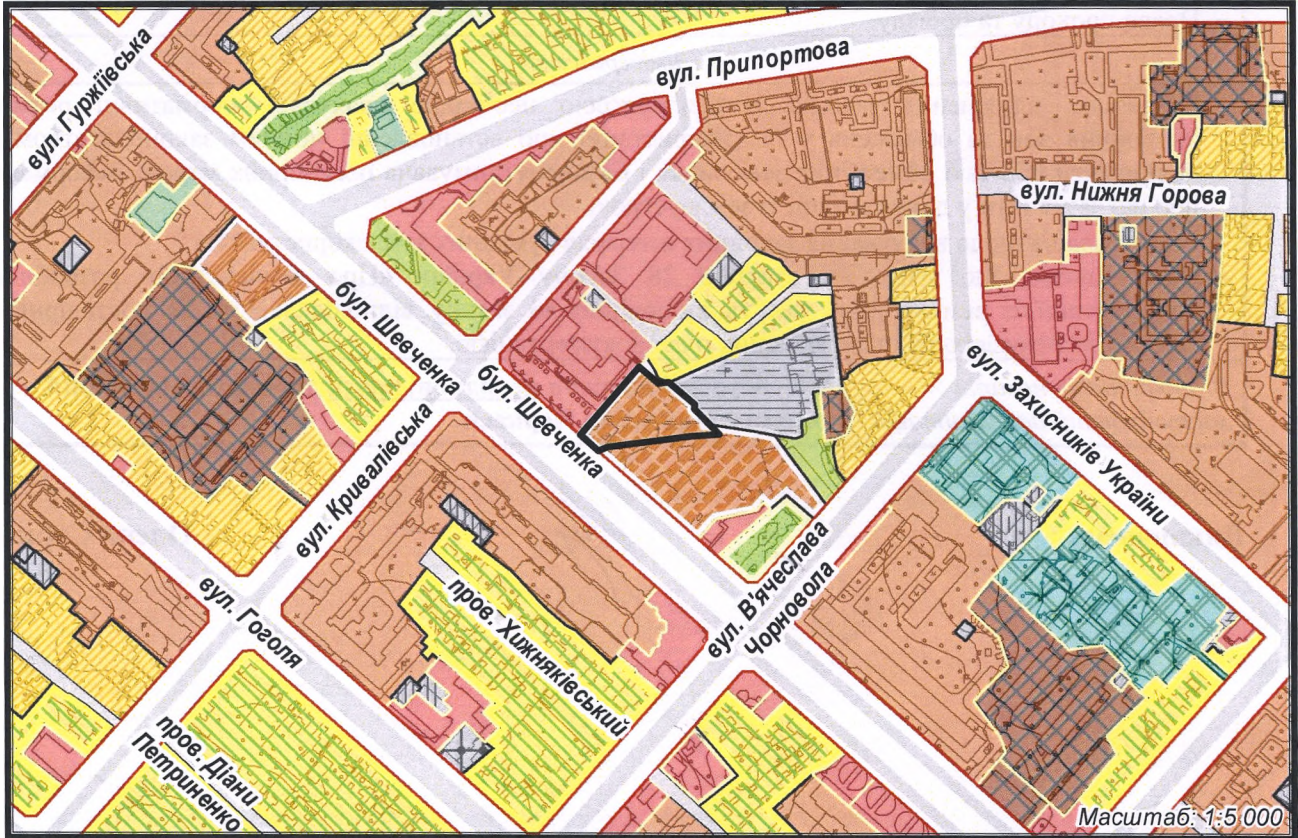 вул. Гуржіївська
вул. Припортова
вул. Нижня Горова
бул. Шевченка
бул. Шевченка
вул. Захисників України
вул. Кривалівська
вул. В'ячеслава
Чорновола
вул. Гоголя
пров. Хижняківський
пров. Діани
Петриненко
Масштаб: 1:5 000